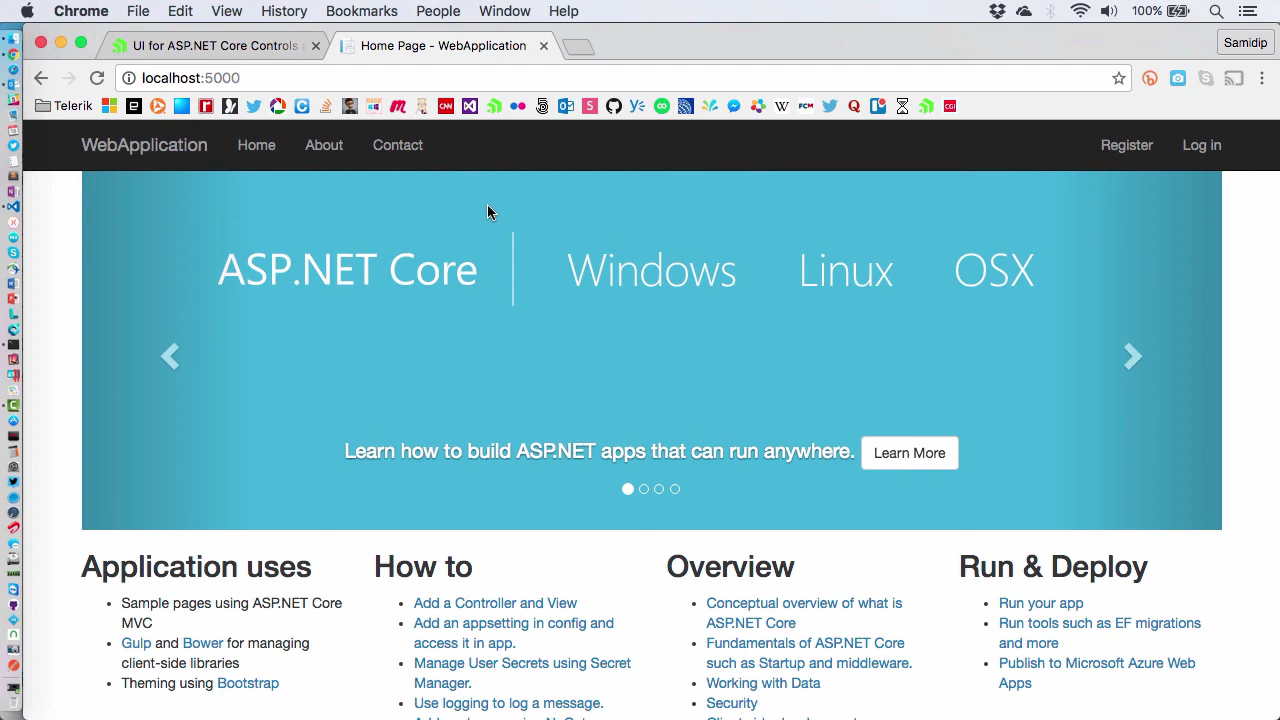 Chrome File Edit View History Bookmarks People Window Help 100%
UI for ASP.NET Core Controls Home Page - WebApplication Samidip
localhost:5000
Telerik
WebApplication Home About Contact Register Log in
ASP.NET Core Windows Linux OSX
Learn how to build ASP.NET apps that can run anywhere. Learn More
Application uses
Sample pages using ASP.NET Core
MVC
Gulp and Bower for managing
client-side libraries
Theming using Bootstrap
How to
Add a Controller and View
Add an appsetting in config and
access it in app.
Manage User Secrets using Secret
Manager.
Use logging to log a message.
Overview
Conceptual overview of what is
ASP.NET Core
Fundamentals of ASP.NET Core
such as Startup and middleware.
Working with Data
Security
Run & Deploy
Run your app
Run tools such as EF migrations
and more
Publish to Microsoft Azure Web
Apps